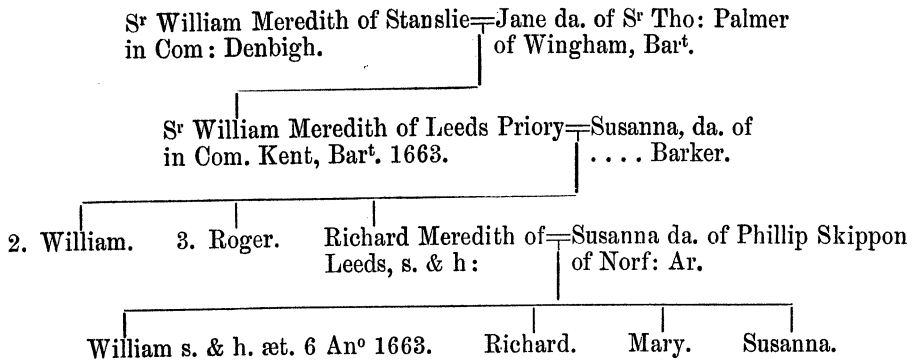 Sʳ William Meredith of Stanslie=Jane da. of Sʳ Tho: Palmer
in Com: Denbigh. of Wingham, Barᵗ.
Sʳ William Meredith of Leeds Priory=Susanna, da. of
in Com. Kent, Barᵗ. 1663. .... Barker.
2. William. 3. Roger. Richard Meredith of=Susanna da. of Phillip Skippon
Leeds, s. & h: of Norf: Ar.
William s. & h. æt. 6 Anᵒ 1663. Richard. Mary. Susanna.